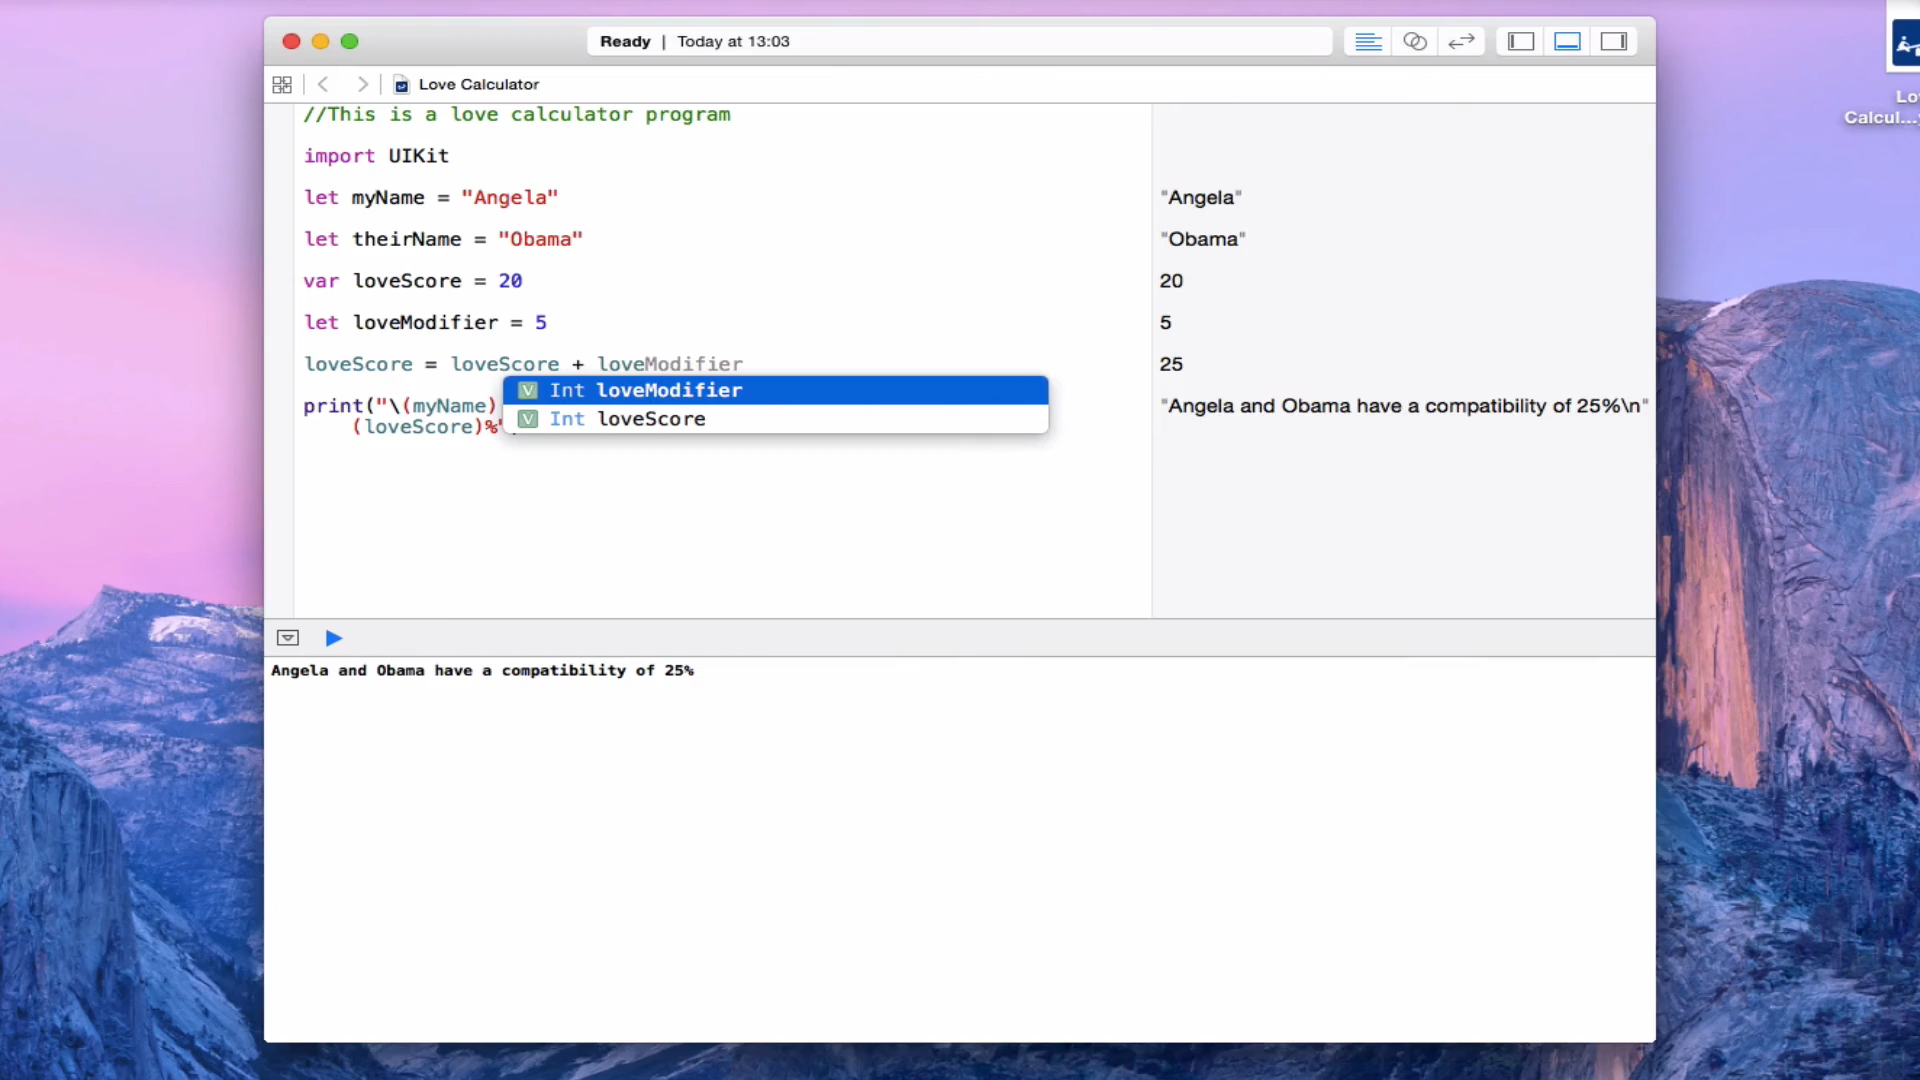 Ready | Today at 13:03
Love Calculator
//This is a love calculator program
import UIKit
let myName = "Angela"
"Angela"
let theirName = "Obama"
"Obama"
var loveScore = 20
20
let loveModifier = 5
5
loveScore = loveScore + loveModifier
25
V Int loveModifier
V Int loveScore
print("\(myName)
"Angela and Obama have a compatibility of 25%\n"
(loveScore)%"
Angela and Obama have a compatibility of 25%
Lo
Calcul...